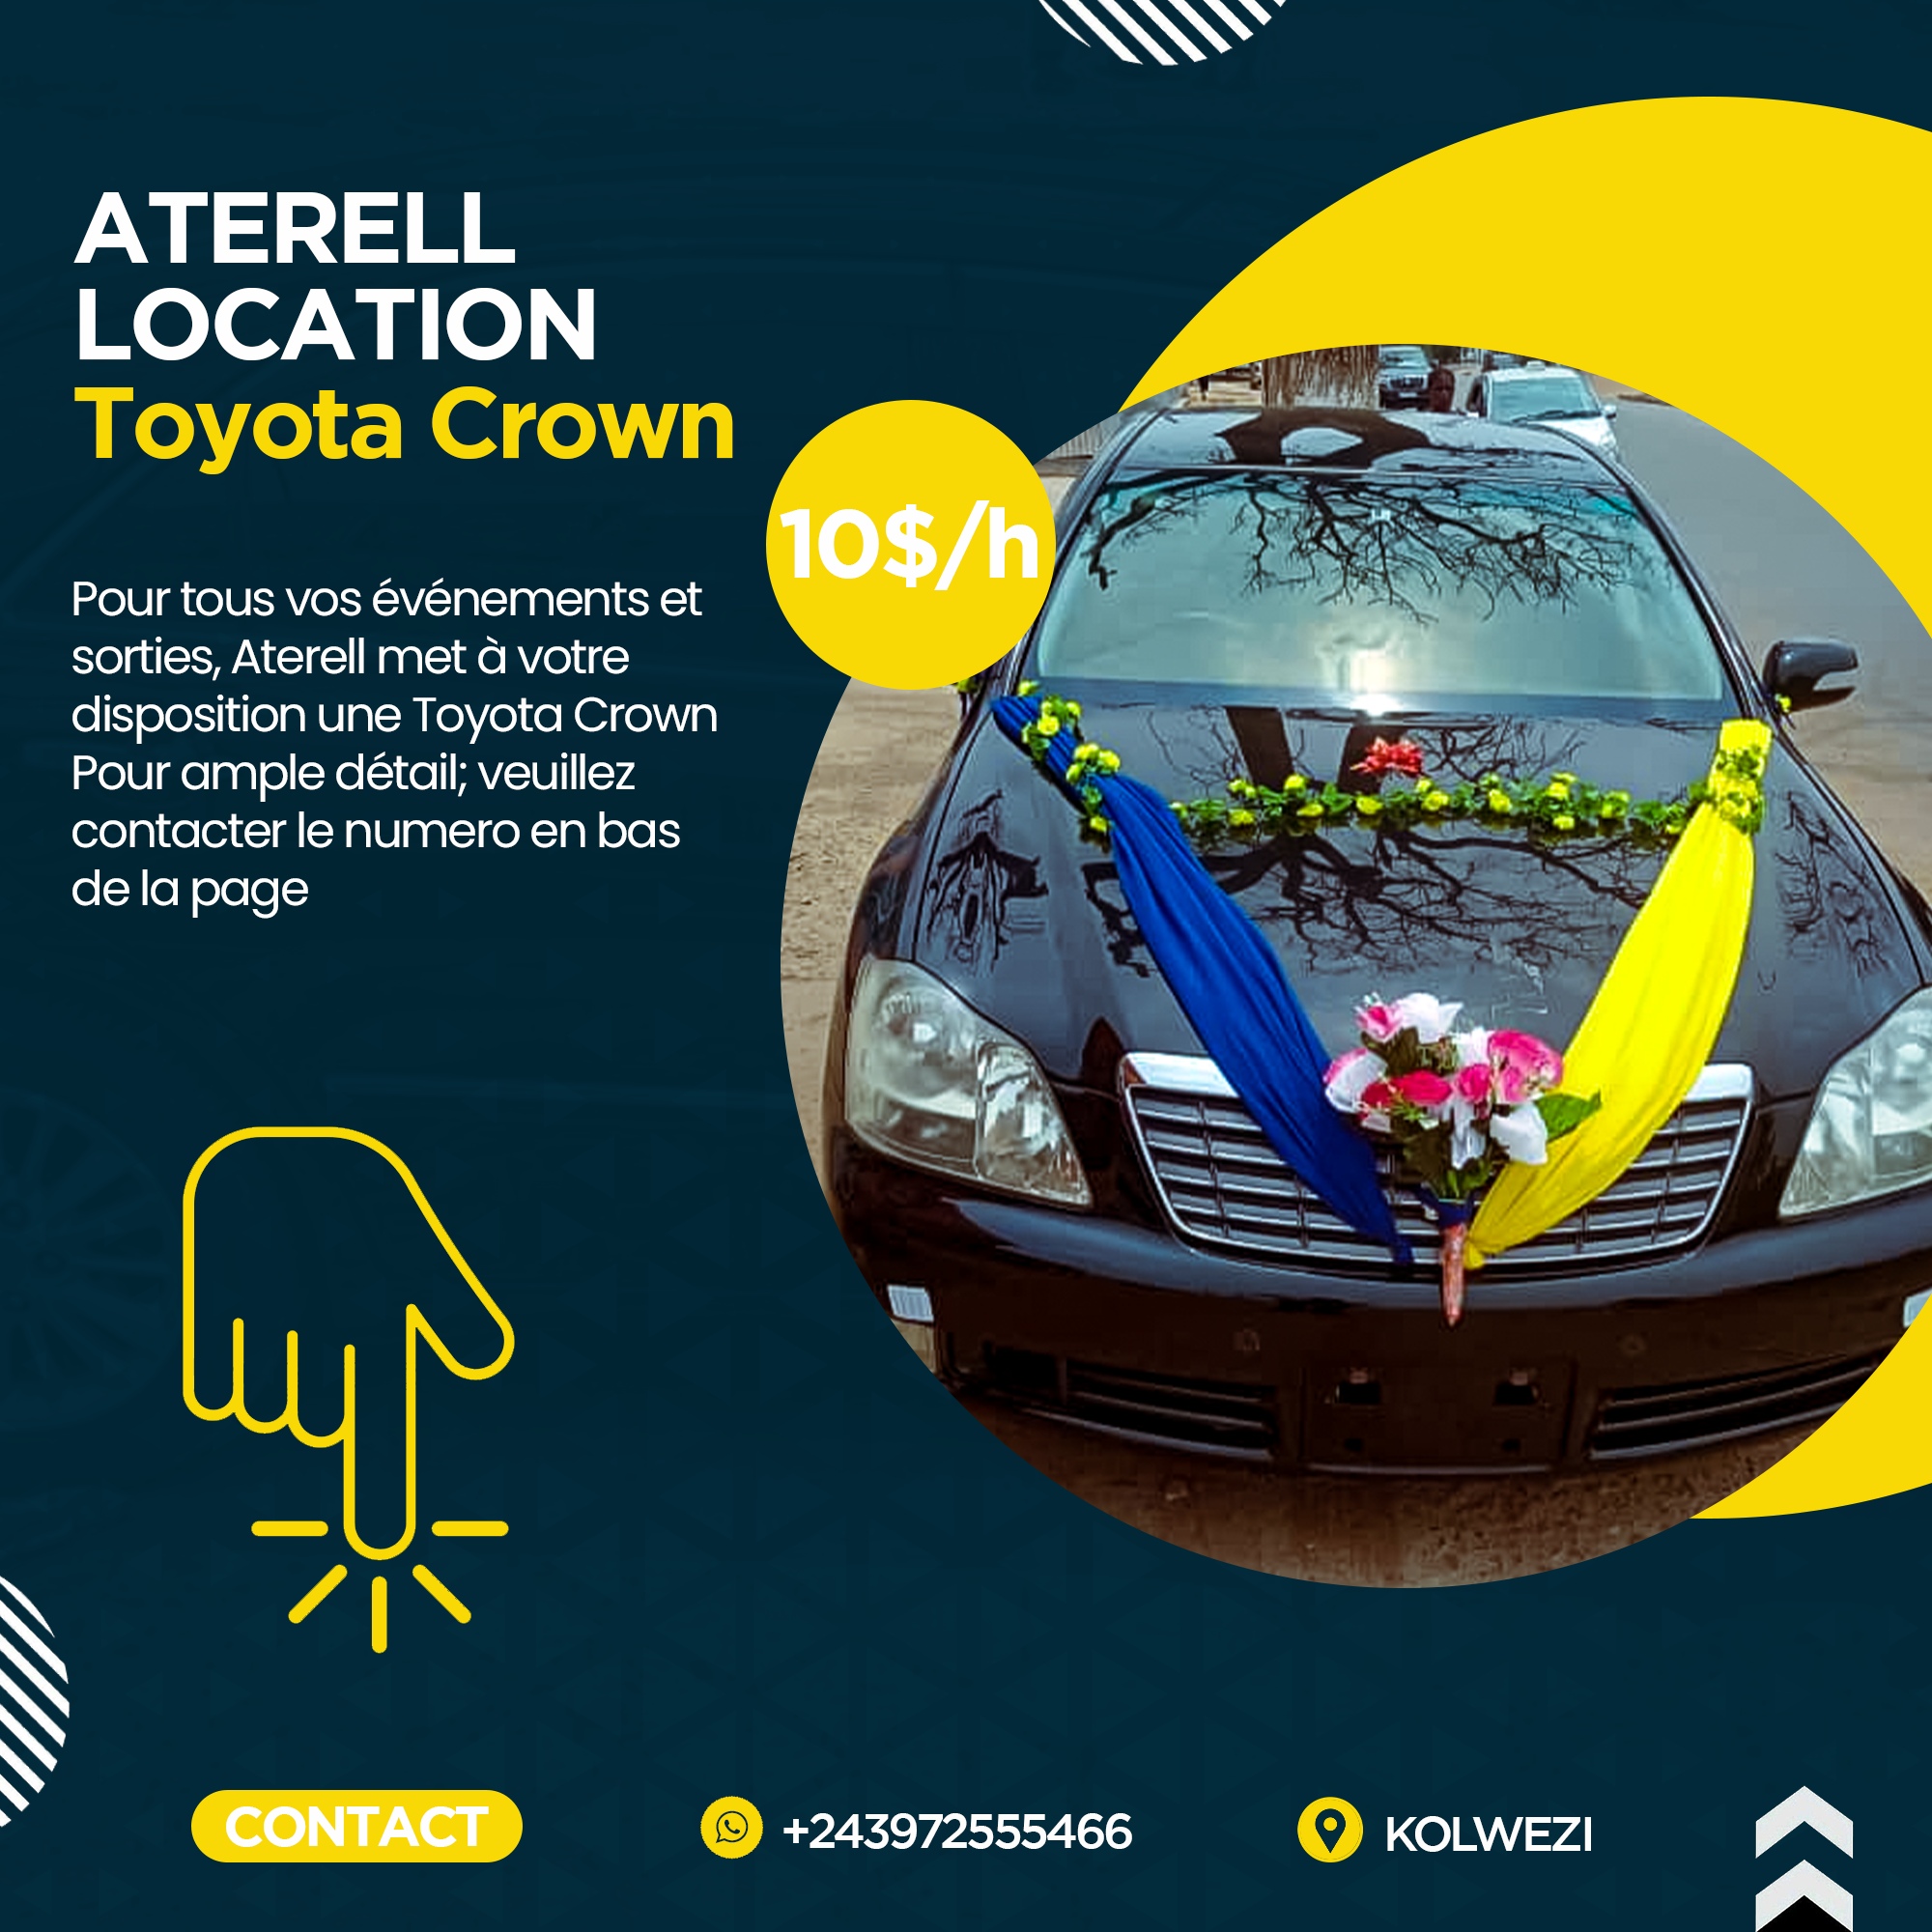 ATERELL
LOCATION
Toyota Crown
10$/h
Pour tous vos événements et
sorties, Aterell met à votre
disposition une Toyota Crown
Pour ample détail; veuillez
contacter le numero en bas
de la page
CONTACT
+243972555466
KOLWEZI